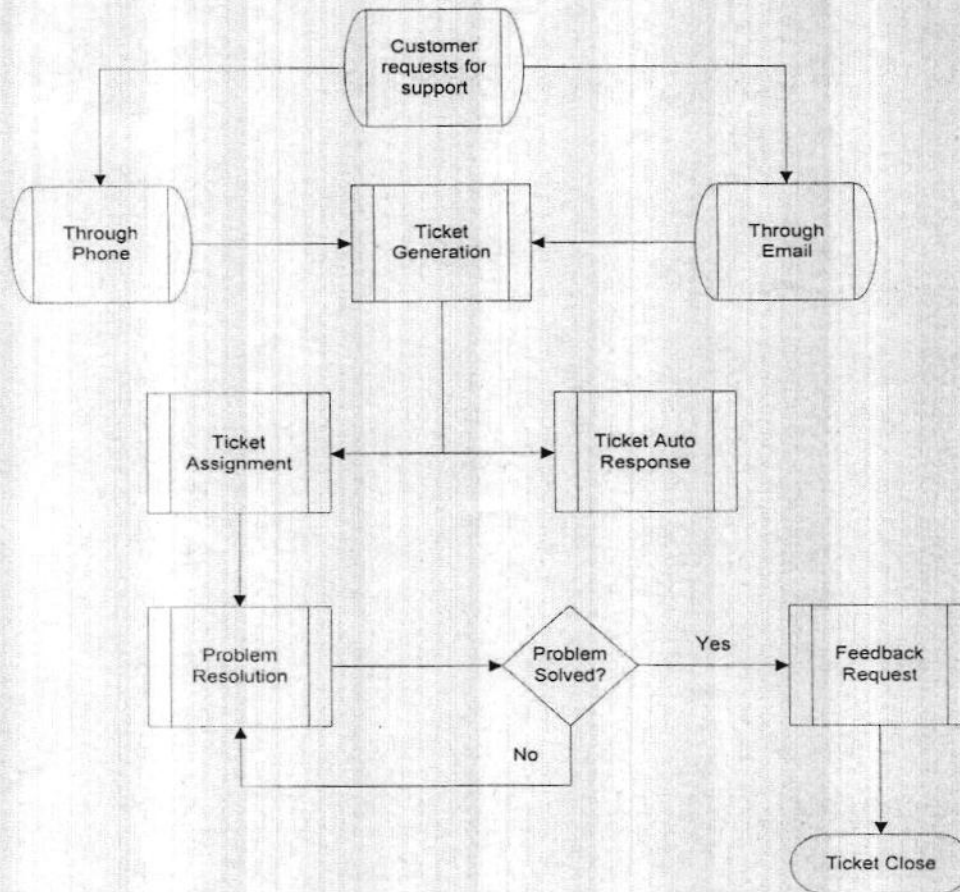 Customer
requests for
support
Through
Phone
Ticket
Generation
Through
Email
Ticket
Assignment
Ticket Auto
Response
Problem
Resolution
Problem
Solved?
Yes
Feedback
Request
No
Ticket Close